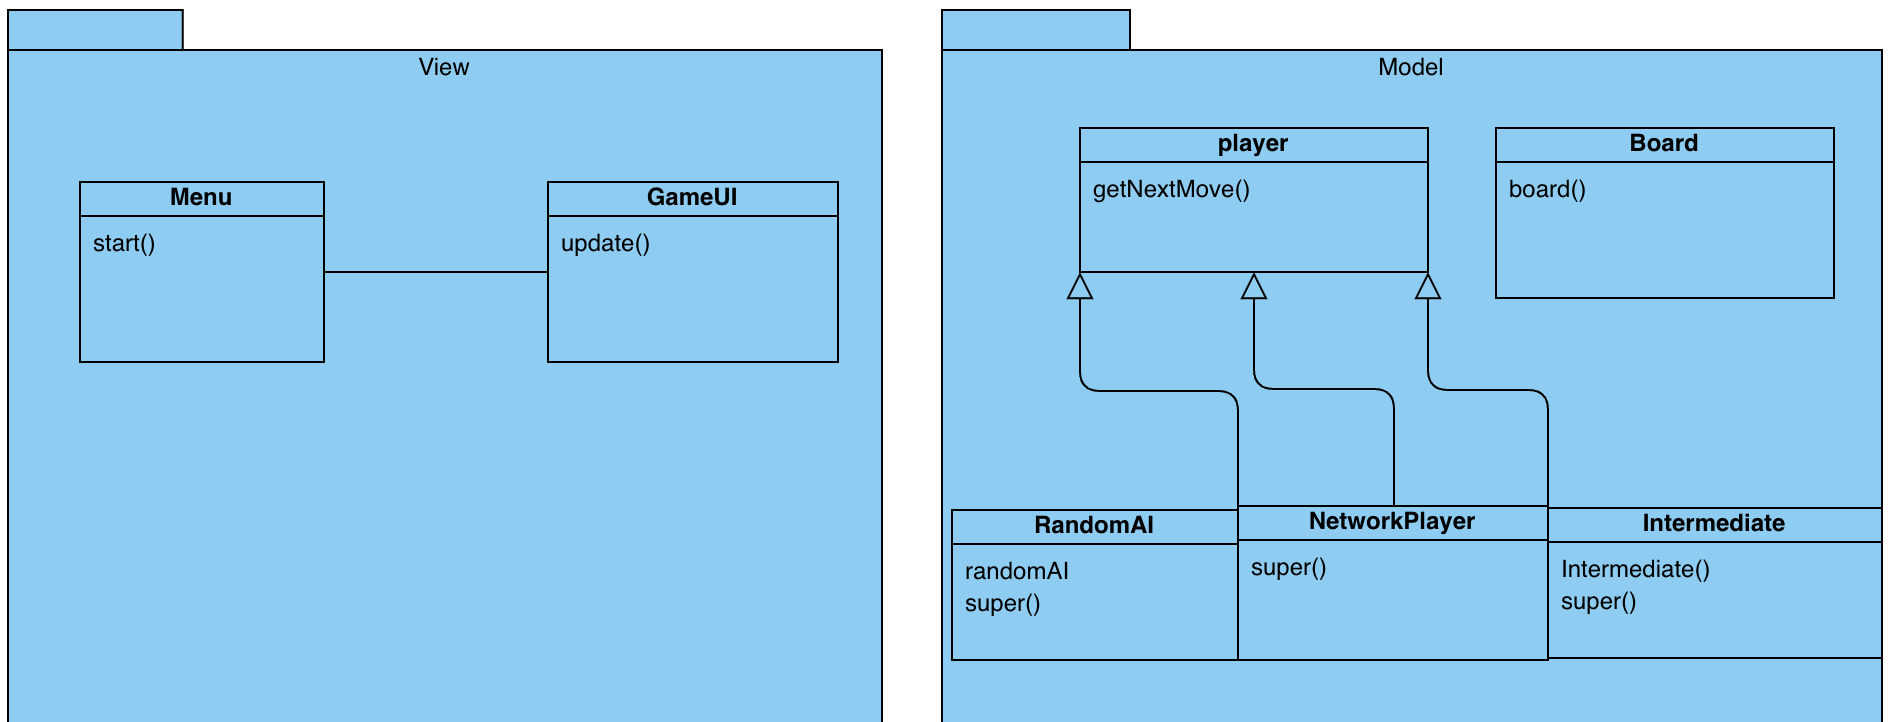 View
Menu
start()
GameUI
update()
Model
player
getNextMove()
Board
board()
RandomAI
randomAI
super()
NetworkPlayer
super()
Intermediate
Intermediate()
super()